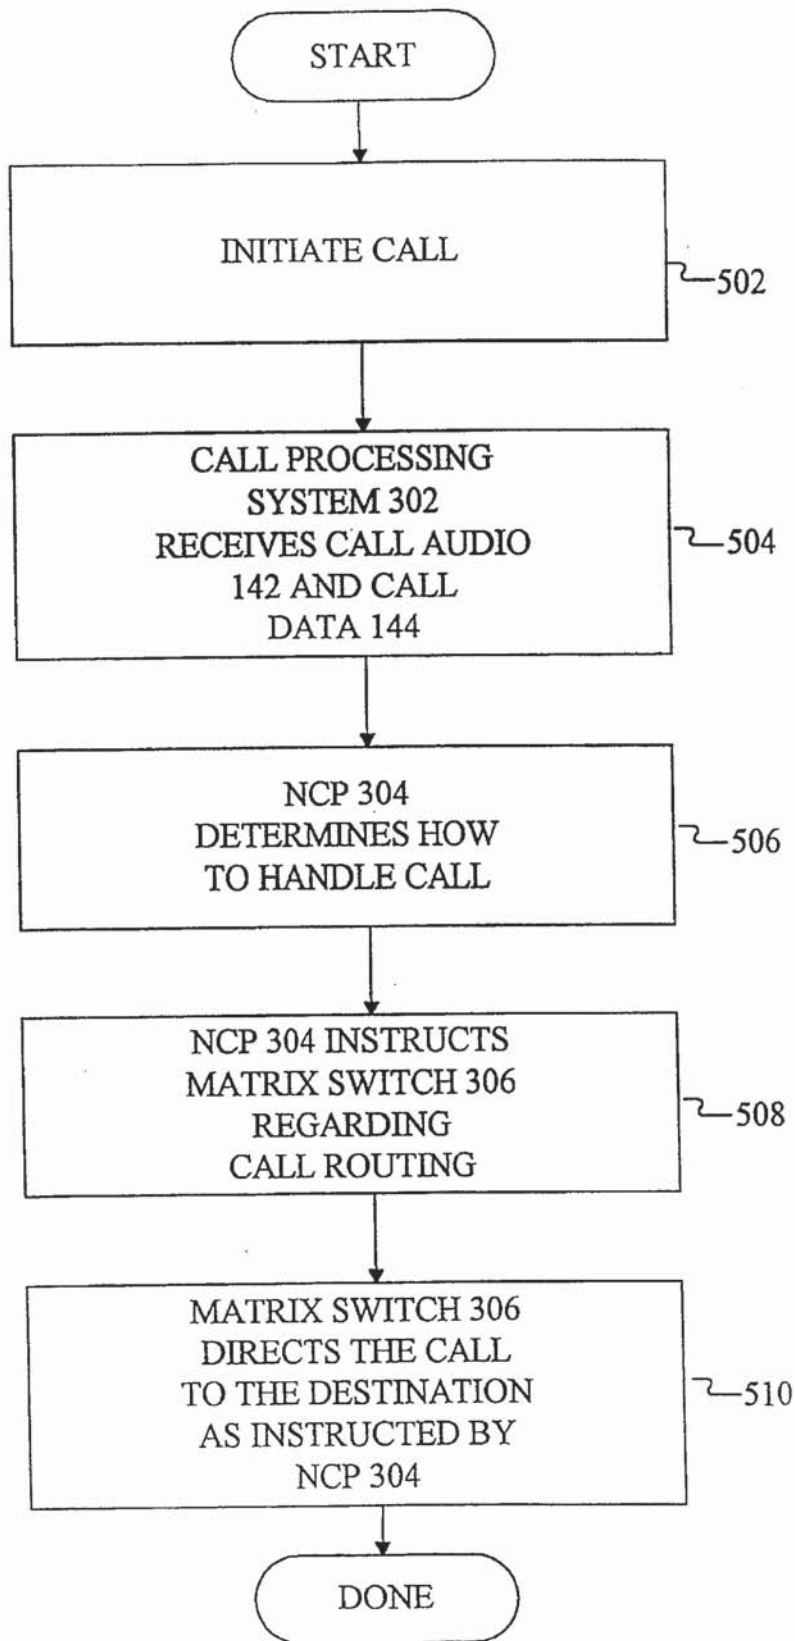 START
INITIATE CALL
502
CALL PROCESSING
SYSTEM 302
RECEIVES CALL AUDIO
142 AND CALL
DATA 144
504
NCP 304
DETERMINES HOW
TO HANDLE CALL
506
NCP 304 INSTRUCTS
MATRIX SWITCH 306
REGARDING
CALL ROUTING
508
MATRIX SWITCH 306
DIRECTS THE CALL
TO THE DESTINATION
AS INSTRUCTED BY
NCP 304
510
DONE